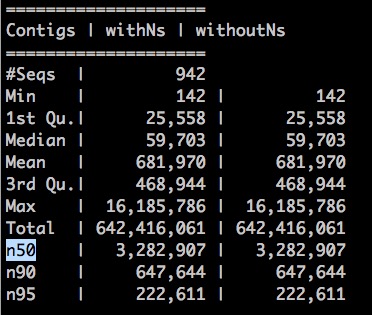 ====================
Contigs | withNs | withoutNs
====================
#Seqs | 942
Min | 142 | 142
1st Qu.| 25,558 | 25,558
Median | 59,703 | 59,703
Mean | 681,970 | 681,970
3rd Qu.| 468,944 | 468,944
Max | 16,185,786 | 16,185,786
Total | 642,416,061 | 642,416,061
n50 | 3,282,907 | 3,282,907
n90 | 647,644 | 647,644
n95 | 222,611 | 222,611